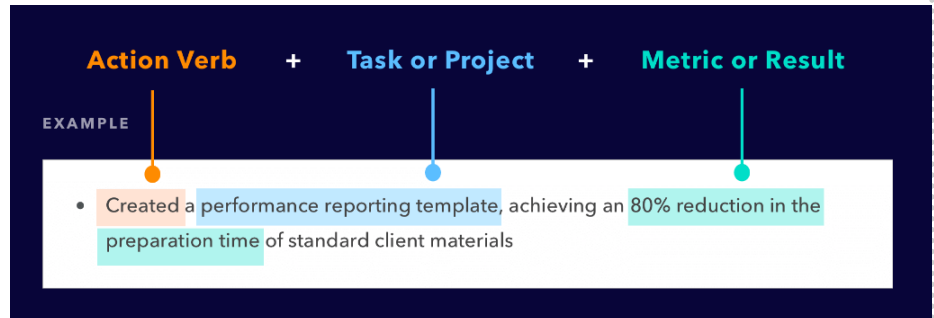 Action Verb + Task or Project + Metric or Result
EXAMPLE
• Created a performance reporting template, achieving an 80% reduction in the
preparation time of standard client materials